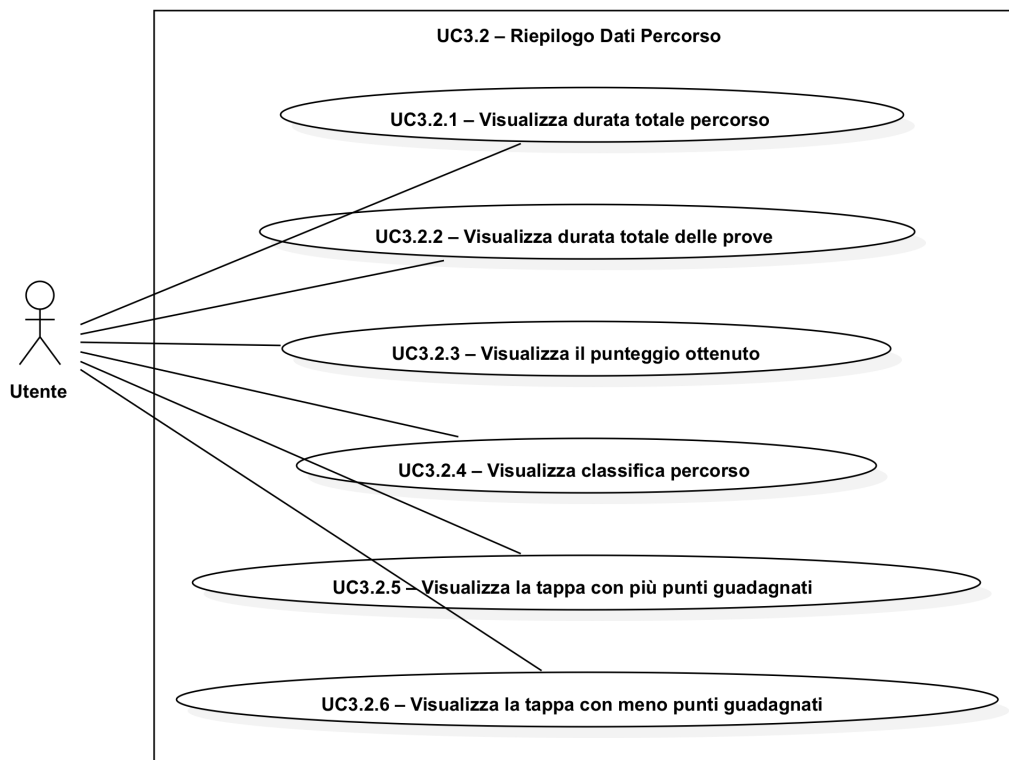 UC3.2 – Riepilogo Dati Percorso
UC3.2.1 – Visualizza durata totale percorso
UC3.2.2 – Visualizza durata totale delle prove
UC3.2.3 – Visualizza il punteggio ottenuto
Utente
UC3.2.4 – Visualizza classifica percorso
UC3.2.5 – Visualizza la tappa con più punti guadagnati
UC3.2.6 – Visualizza la tappa con meno punti guadagnati